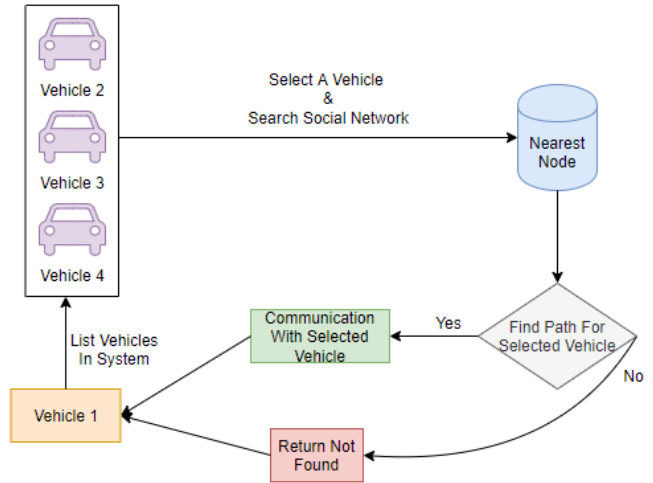 Vehicle 2
Vehicle 3
Vehicle 4
Select A Vehicle
&
Search Social Network
Nearest
Node
List Vehicles
In System
Communication
With Selected
Vehicle
Yes
Find Path For
Selected Vehicle
No
Vehicle 1
Return Not
Found